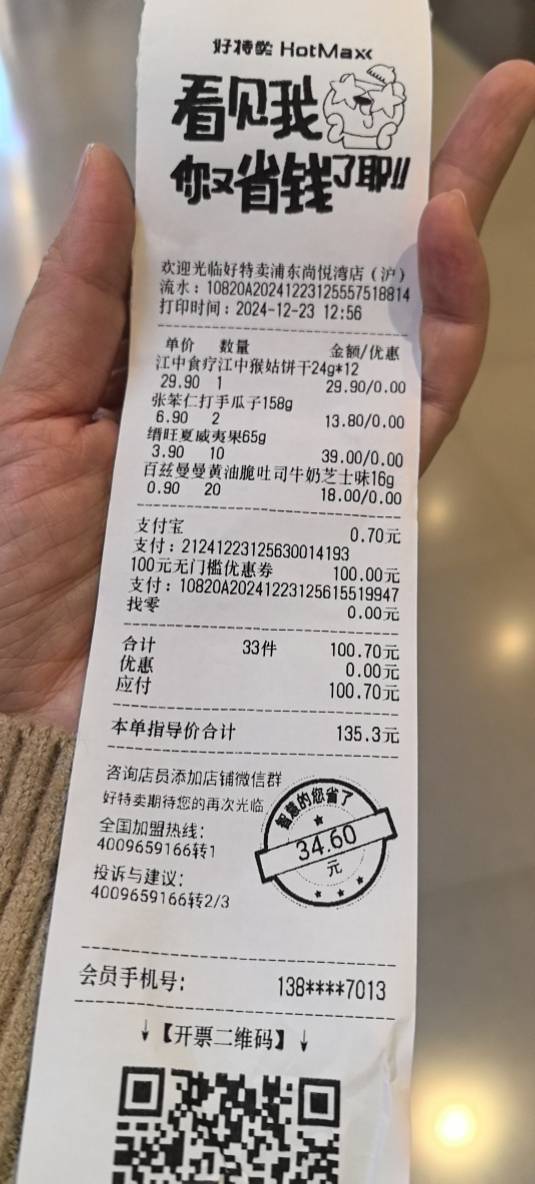 好特卖 HotMaxx
看见我
你又省钱了耶!!
欢迎光临好特卖浦东尚悦湾店（沪）
流水：10820A20241223125557518814
打印时间：2024-12-23 12:56
单价 数量 金额/优惠
江中食疗江中猴姑饼干24g*12
29.90 1 29.90/0.00
张笨仁打手瓜子158g
6.90 2 13.80/0.00
缙旺夏威夷果65g
3.90 10 39.00/0.00
百兹曼曼黄油脆吐司牛奶芝士味16g
0.90 20 18.00/0.00
支付宝 0.70元
支付：21241223125630014193
100元无门槛优惠券 100.00元
支付：10820A20241223125615519947
找零 0.00元
合计 33件 100.70元
优惠 0.00元
应付 100.70元
本单指导价合计 135.3元
咨询店员添加店铺微信群
好特卖期待您的再次光临
全国加盟热线：
4009659166转1
投诉与建议：
4009659166转2/3
智慧的您省了
34.60
元
会员手机号： 138****7013
↓【开票二维码】↓